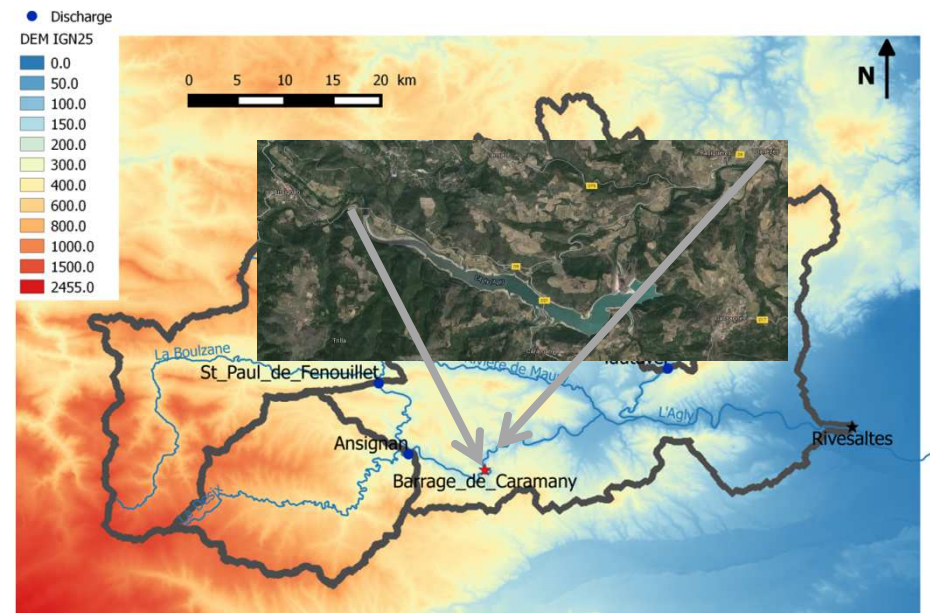 Discharge
DEM IGN25
0.0
50.0
100.0
150.0
200.0
300.0
400.0
600.0
800.0
1000.0
1500.0
2455.0
0 5 10 15 20 km
N
La Boulzane
St_Paul_de_Fenouillet
Ansignan
Barrage_de_Caramany
L'Agly
Rivesaltes